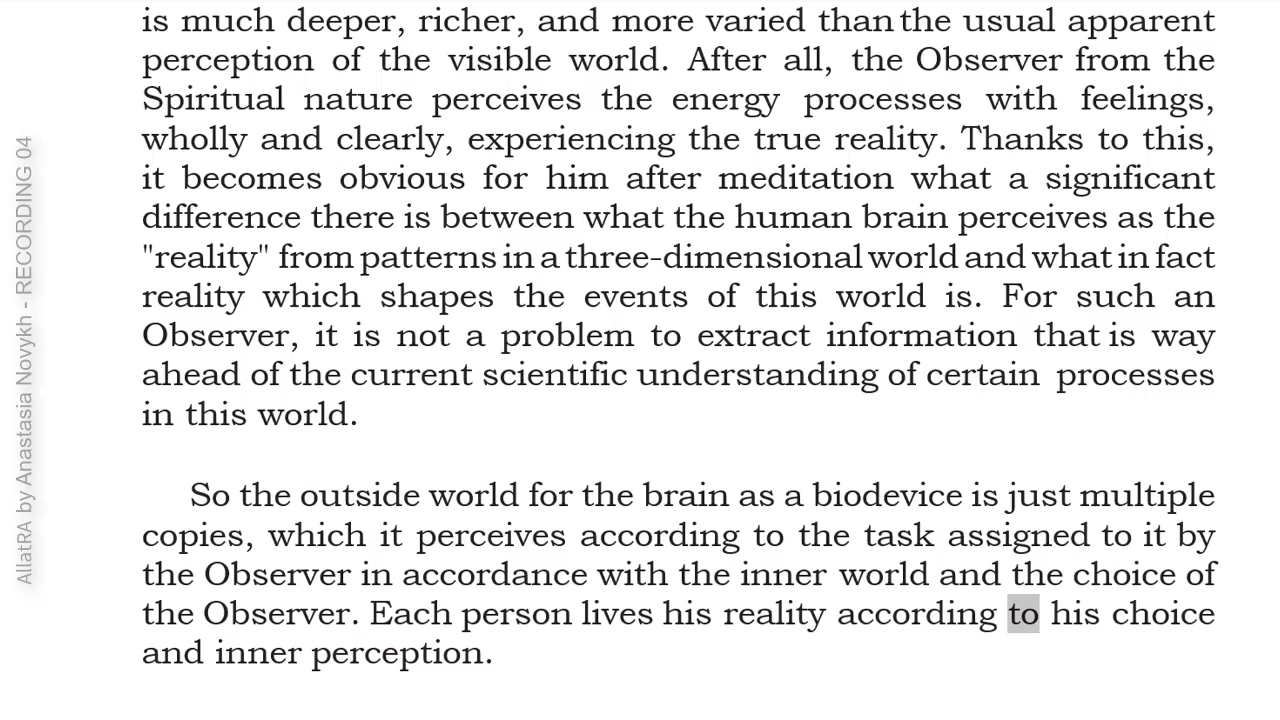 is much deeper, richer, and more varied than the usual apparent
perception of the visible world. After all, the Observer from the
Spiritual nature perceives the energy processes with feelings,
wholly and clearly, experiencing the true reality. Thanks to this,
it becomes obvious for him after meditation what a significant
difference there is between what the human brain perceives as the
"reality" from patterns in a three-dimensional world and what in fact
reality which shapes the events of this world is. For such an
Observer, it is not a problem to extract information that is way
ahead of the current scientific understanding of certain processes
in this world.
So the outside world for the brain as a biodevice is just multiple
copies, which it perceives according to the task assigned to it by
the Observer in accordance with the inner world and the choice of
the Observer. Each person lives his reality according to his choice
and inner perception.
AllatRA by Anastasia Novykh - RECORDING 04